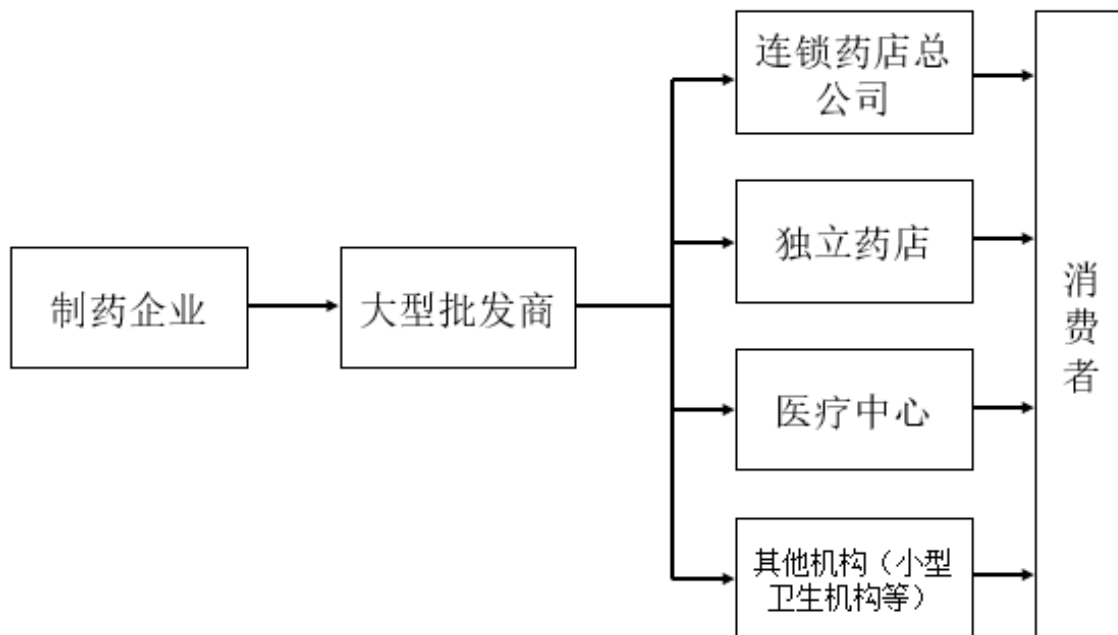 连锁药店总
公司
独立药店
制药企业
大型批发商
医疗中心
其他机构（小型
卫生机构等）
消
费
者